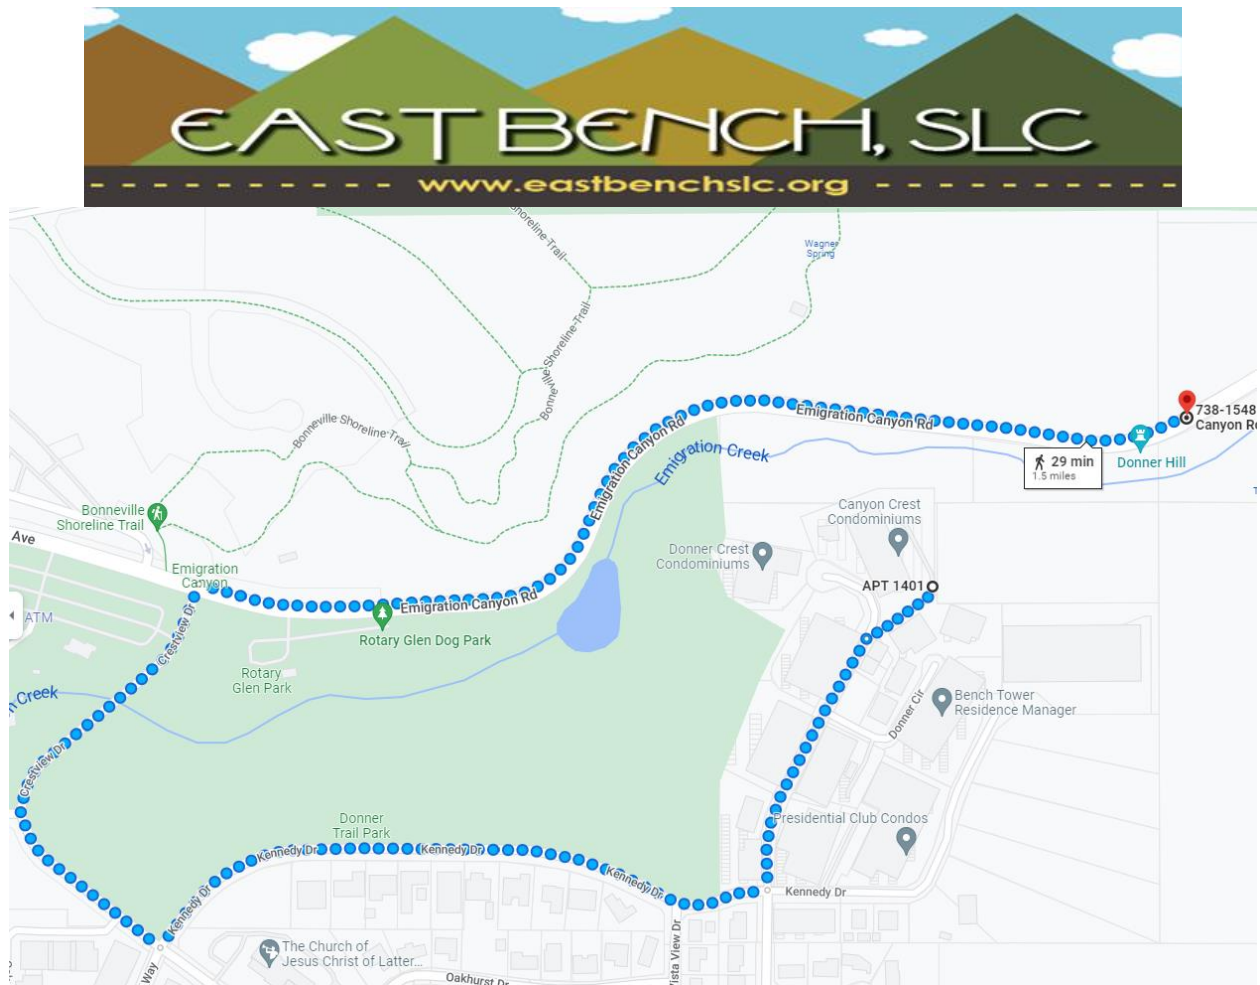 EAST BENCH, SLC
www.eastbenchslc.org
Shoreline-Trail
Wagner
Spring
Bonneville Shoreline-Trail
Bonneville Shoreline-Trail
Emigration Canyon Rd
738-1548
Canyon Rd
Emigration Canyon Rd
Emigration Creek
29 min
1.5 miles
Donner Hill
Bonneville
Shoreline Trail
Ave
Canyon Crest
Condominiums
Donner Crest
Condominiums
Emigration
Canyon
APT 1401
Emigration Canyon Rd
ATM
Crestview Dr
Rotary Glen Dog Park
Rotary
Glen Park
Creek
Bench Tower
Residence Manager
Donner Cir
Crestview Dr
Donner
Trail Park
Presidential Club Condos
Kennedy Dr
Kennedy Dr
Kennedy Dr
Kennedy Dr
Kennedy Dr
The Church of
Jesus Christ of Latter...
Way
Vista View Dr
Oakhurst Dr